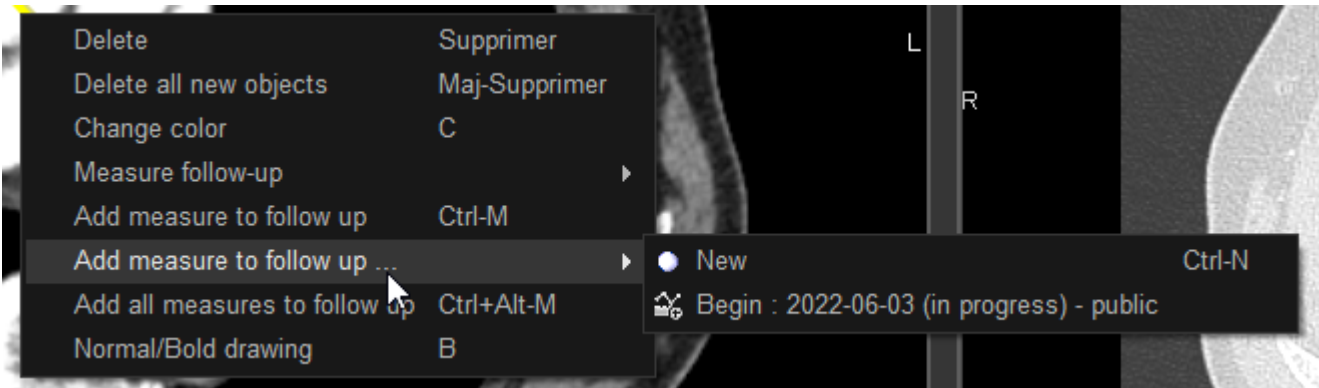 Delete Supprimer
Delete all new objects Maj-Supprimer
Change color C
Measure follow-up
Add measure to follow up Ctrl-M
Add measure to follow up ...
Add all measures to follow up Ctrl+Alt-M
Normal/Bold drawing B
New Ctrl-N
Begin : 2022-06-03 (in progress) - public
L
R